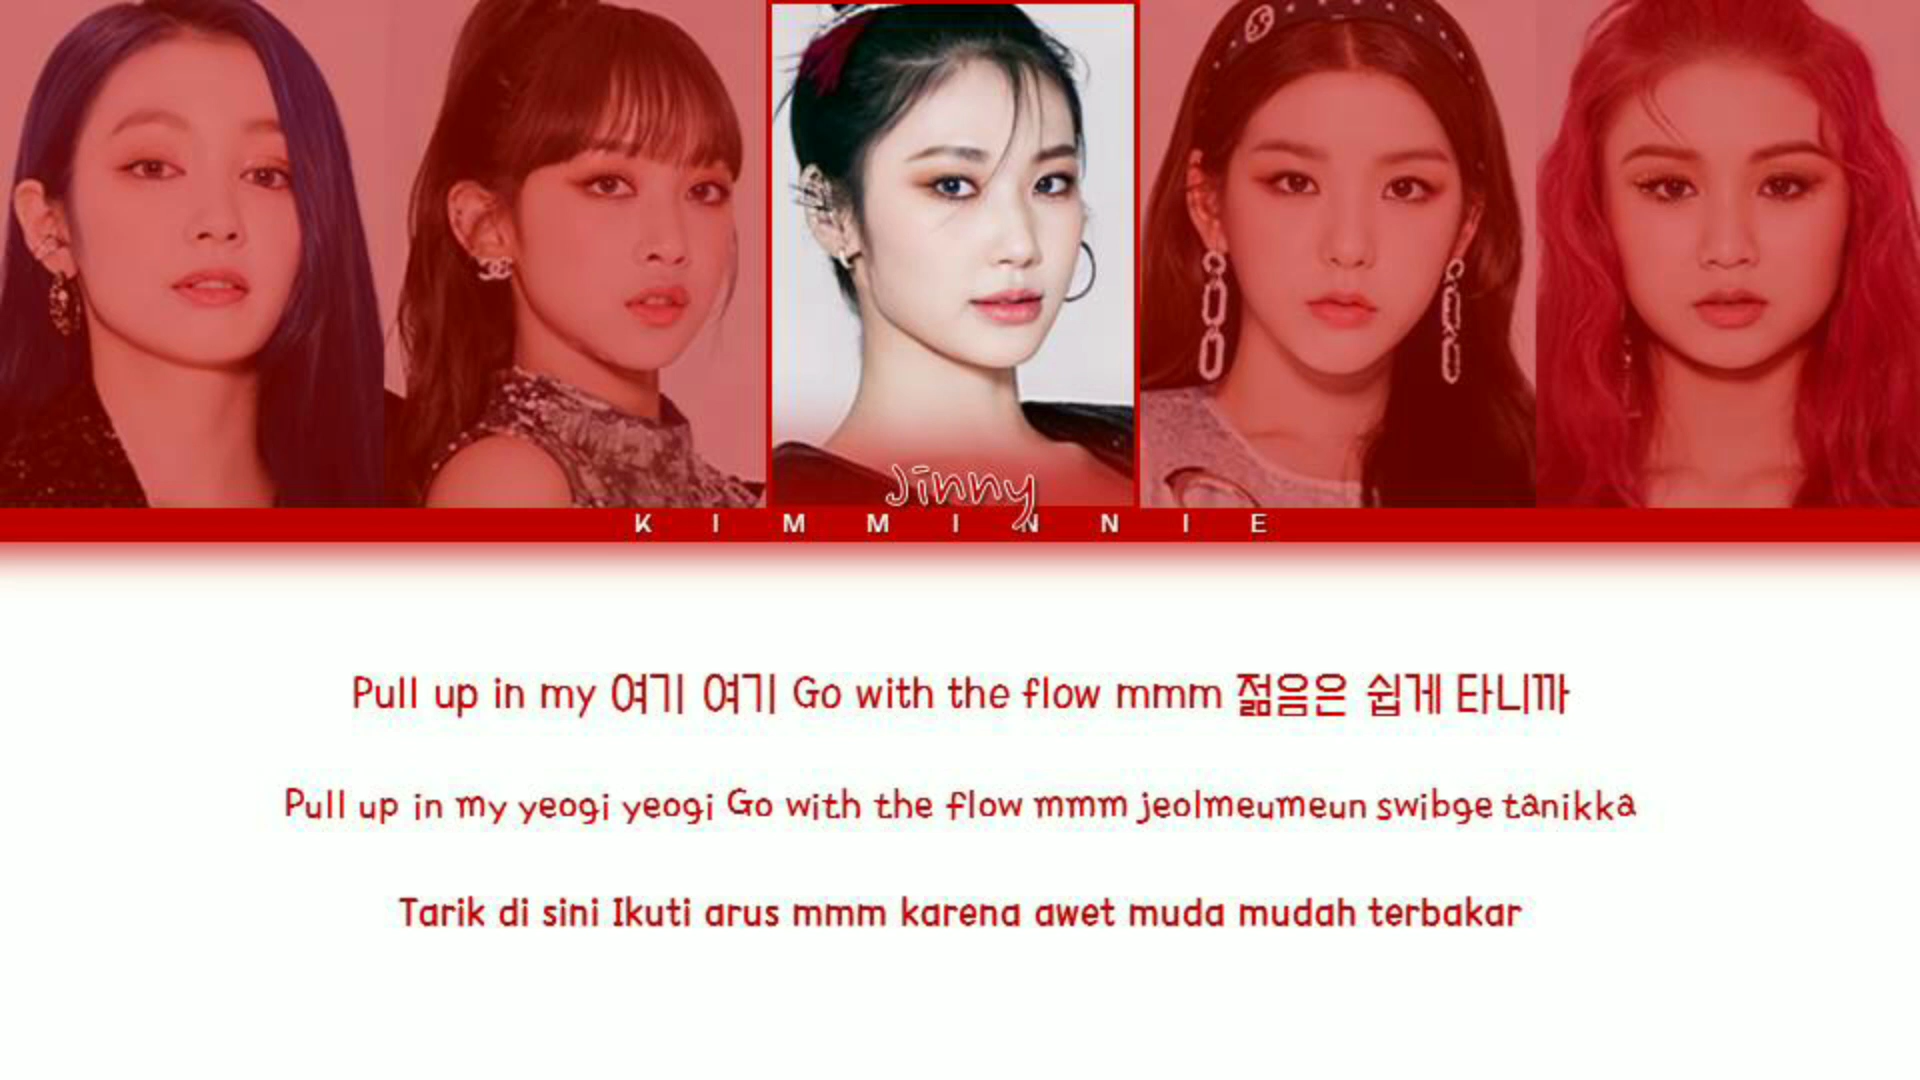 Jinny
KIMMINNIE
Pull up in my 여기 여기 Go with the flow mmm 젊음은 쉽게 타니까
Pull up in my yeogi yeogi Go with the flow mmm jeolmeumeun swibge tanikka
Tarik di sini Ikuti arus mmm karena awet muda mudah terbakar